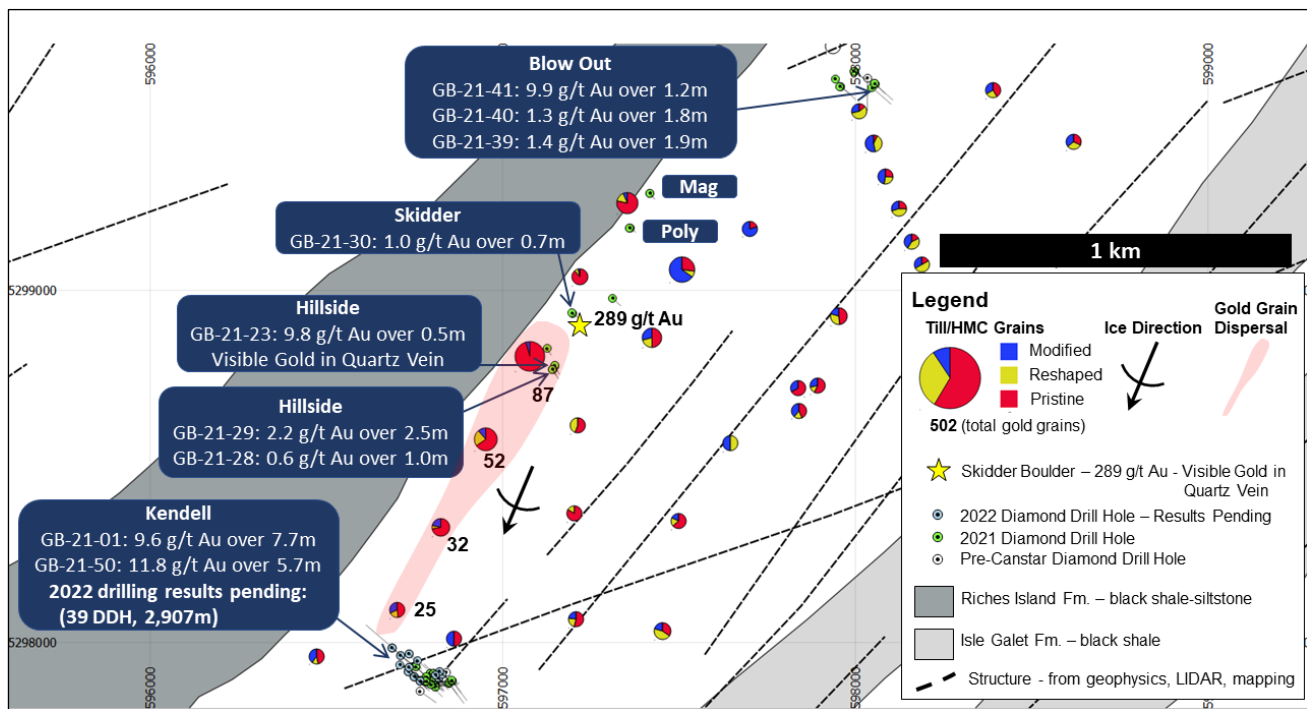 596000
597000
598000
599000
Blow Out
GB-21-41: 9.9 g/t Au over 1.2m
GB-21-40: 1.3 g/t Au over 1.8m
GB-21-39: 1.4 g/t Au over 1.9m
Mag
Skidder
GB-21-30: 1.0 g/t Au over 0.7m
Poly
1 km
5299000
5299000
289 g/t Au
Hillside
GB-21-23: 9.8 g/t Au over 0.5m
Visible Gold in Quartz Vein
87
Hillside
GB-21-29: 2.2 g/t Au over 2.5m
GB-21-28: 0.6 g/t Au over 1.0m
52
Kendell
GB-21-01: 9.6 g/t Au over 7.7m
GB-21-50: 11.8 g/t Au over 5.7m
2022 drilling results pending:
(39 DDH, 2,907m)
32
25
5298000
5298000
596000
597000
598000
599000
Legend
Till/HMC Grains
Modified
Reshaped
Pristine
502 (total gold grains)
Ice Direction
Gold Grain
Dispersal
Skidder Boulder – 289 g/t Au - Visible Gold in
Quartz Vein
2022 Diamond Drill Hole – Results Pending
2021 Diamond Drill Hole
Pre-Canstar Diamond Drill Hole
Riches Island Fm. – black shale-siltstone
Isle Galet Fm. – black shale
Structure - from geophysics, LIDAR, mapping